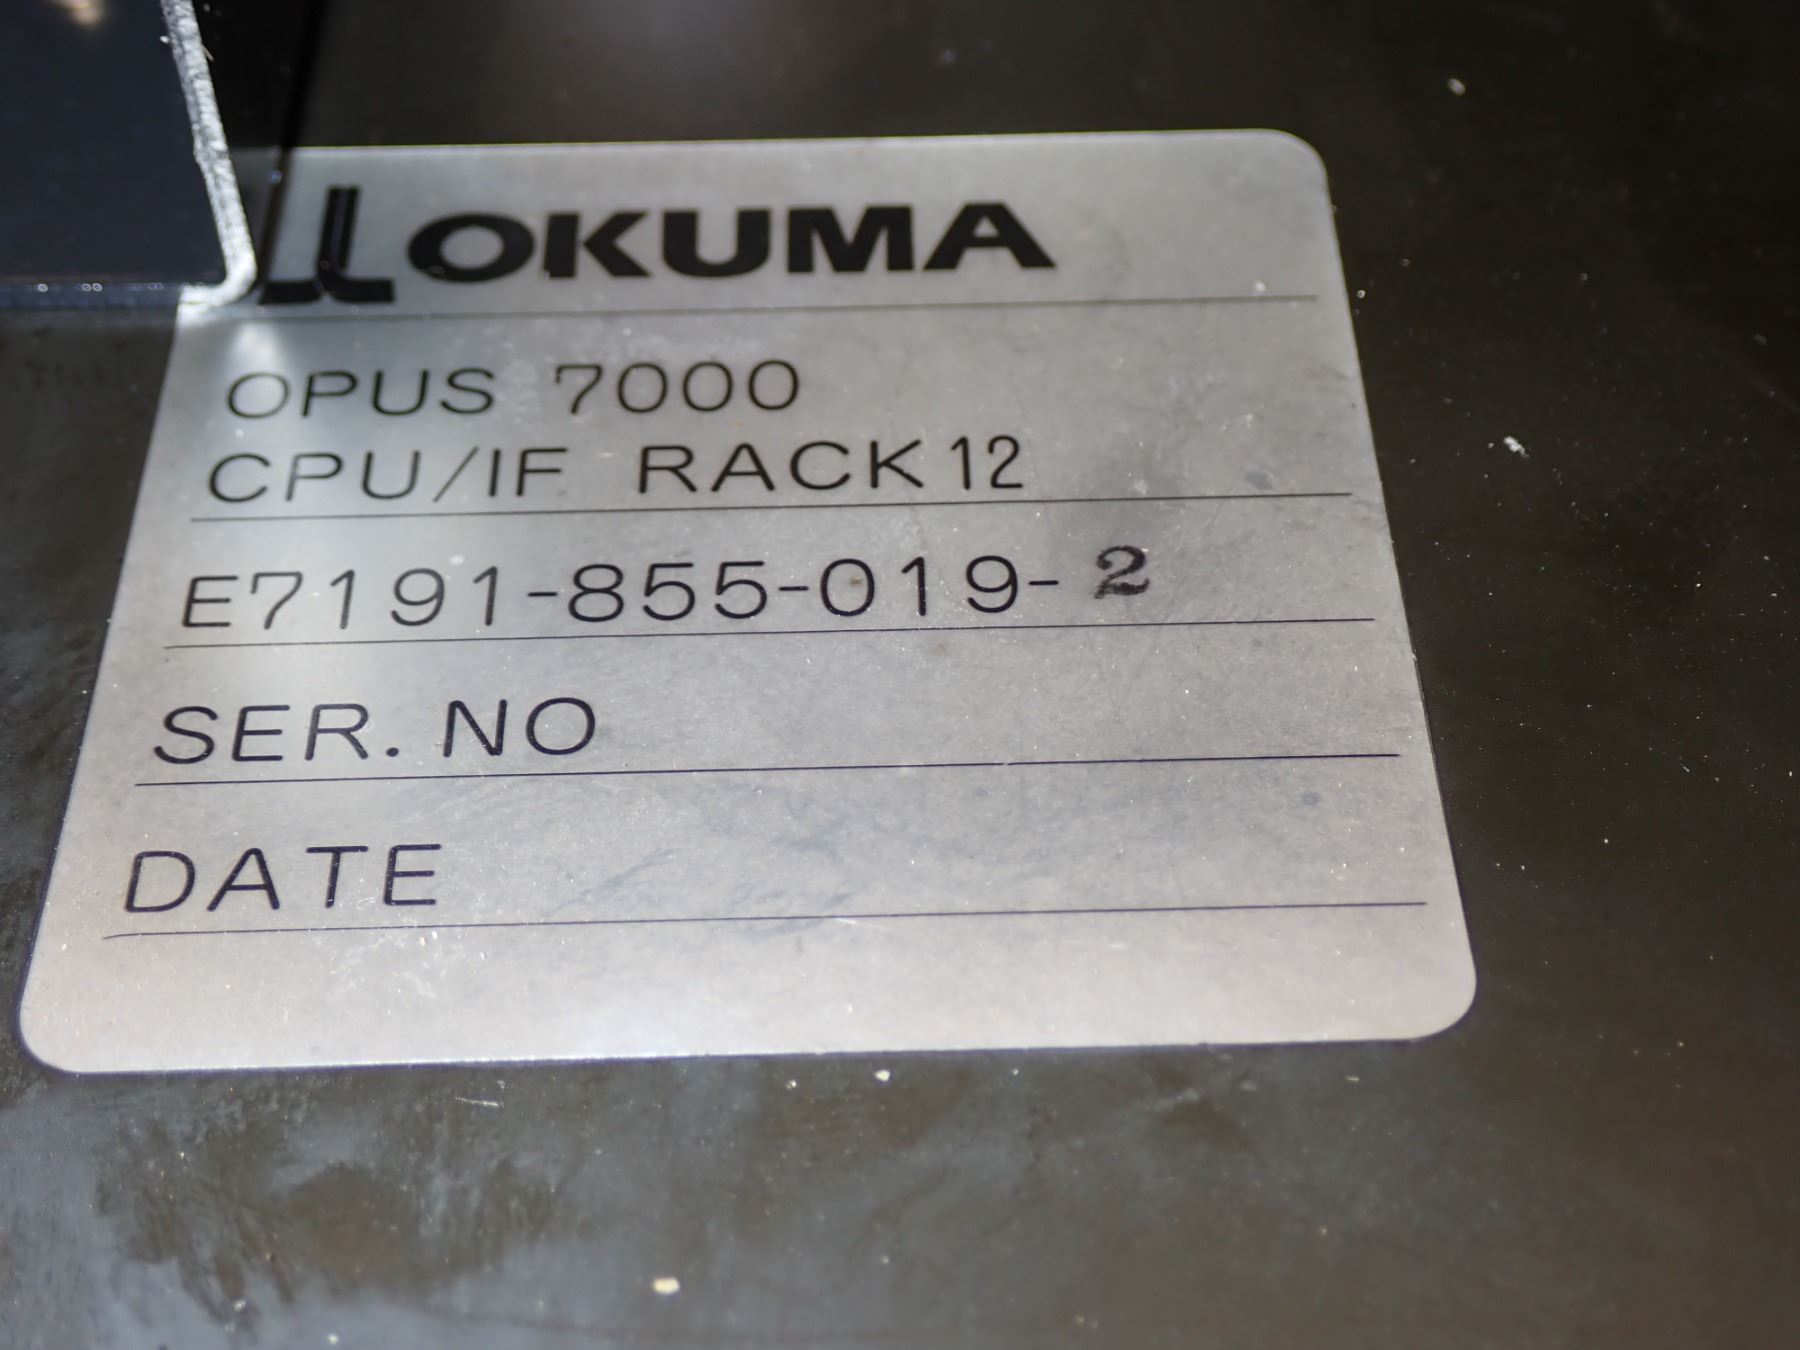 OKUMA
OPUS 7000
CPU/IF RACK12
E7191-855-019-2
SER. NO
DATE